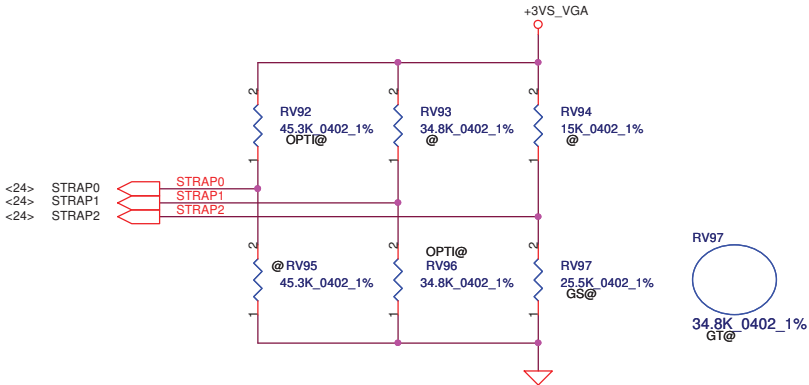 +3VS_VGA
2
2
2
RV92
RV93
RV94
45.3K_0402_1%
34.8K_0402_1%
15K_0402_1%
OPTI@
@
@
1
1
1
<24> STRAP0 STRAP0
<24> STRAP1 STRAP1
<24> STRAP2 STRAP2
2
2
2
OPTI@
@ RV95
RV96
RV97
45.3K_0402_1%
34.8K_0402_1%
25.5K_0402_1%
GS@
1
1
1
RV97
34.8K_0402_1%
GT@